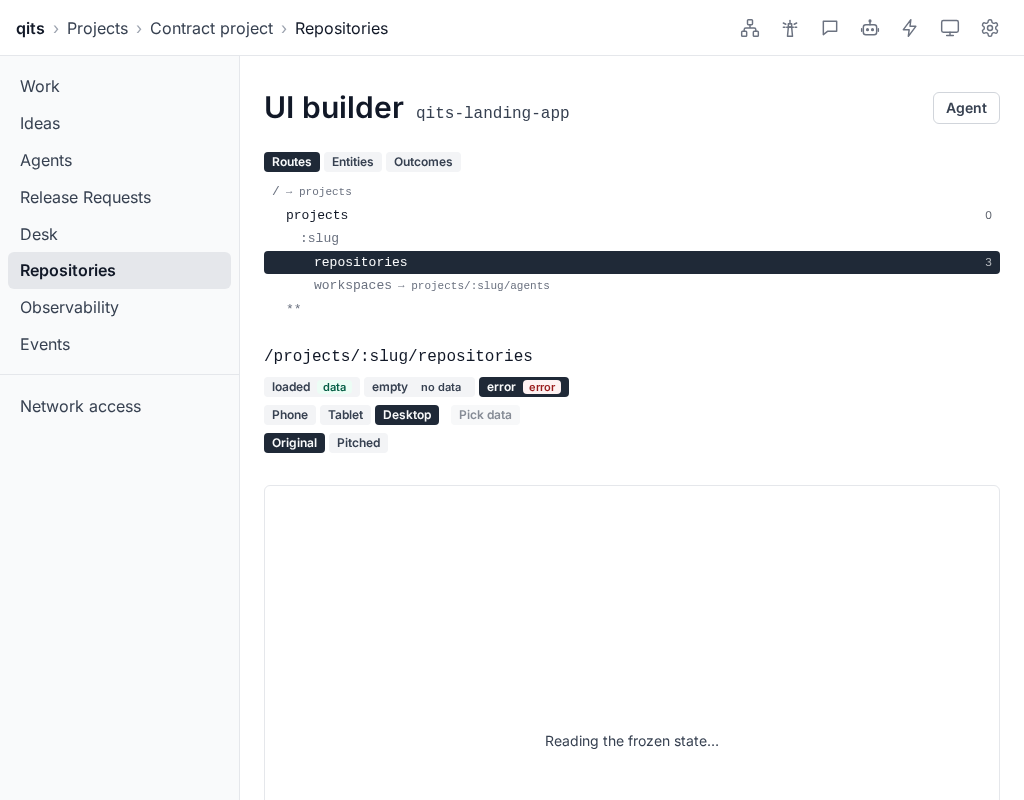 qits › Projects › Contract project › Repositories
Work
Ideas
Agents
Release Requests
Desk
Repositories
Observability
Events
Network access
UI builder qits-landing-app
Agent
Routes Entities Outcomes
/ → projects
projects 0
:slug
repositories 3
workspaces → projects/:slug/agents
**
/projects/:slug/repositories
loaded data empty no data error error
Phone Tablet Desktop Pick data
Original Pitched
Reading the frozen state…